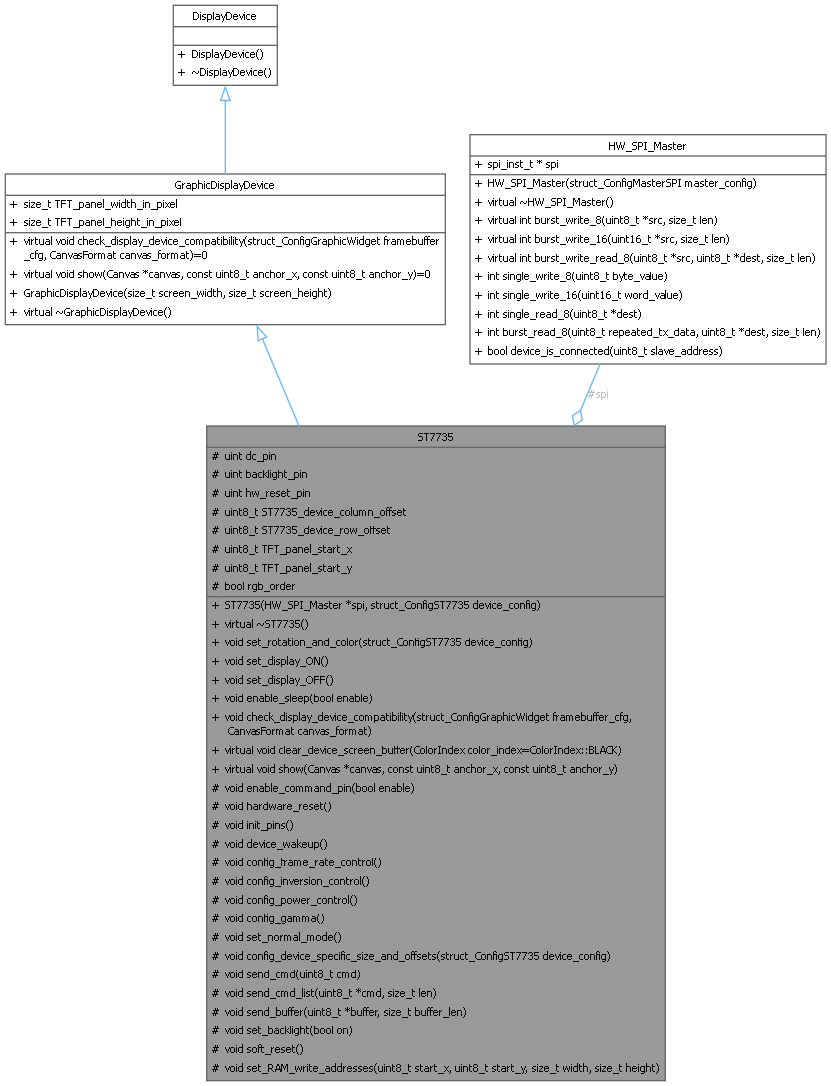 DisplayDevice
+ DisplayDevice()
+ ~DisplayDevice()
GraphicDisplayDevice
+ size_t TFT_panel_width_in_pixel
+ size_t TFT_panel_height_in_pixel
+ virtual void check_display_device_compatibility(struct_ConfigGraphicWidget framebuffer
_cfg, CanvasFormat canvas_format)=0
+ virtual void show(Canvas *canvas, const uint8_t anchor_x, const uint8_t anchor_y)=0
+ GraphicDisplayDevice(size_t screen_width, size_t screen_height)
+ virtual ~GraphicDisplayDevice()
HW_SPI_Master
+ spi_inst_t * spi
+ HW_SPI_Master(struct_ConfigMasterSPI master_config)
+ virtual ~HW_SPI_Master()
+ virtual int burst_write_8(uint8_t *src, size_t len)
+ virtual int burst_write_16(uint16_t *src, size_t len)
+ virtual int burst_write_read_8(uint8_t *src, uint8_t *dest, size_t len)
+ int single_write_8(uint8_t byte_value)
+ int single_write_16(uint16_t word_value)
+ int single_read_8(uint8_t *dest)
+ int burst_read_8(uint8_t repeated_tx_data, uint8_t *dest, size_t len)
+ bool device_is_connected(uint8_t slave_address)
#spi
ST7735
# uint dc_pin
# uint backlight_pin
# uint hw_reset_pin
# uint8_t ST7735_device_column_offset
# uint8_t ST7735_device_row_offset
# uint8_t TFT_panel_start_x
# uint8_t TFT_panel_start_y
# bool rgb_order
+ ST7735(HW_SPI_Master *spi, struct_ConfigST7735 device_config)
+ virtual ~ST7735()
+ void set_rotation_and_color(struct_ConfigST7735 device_config)
+ void set_display_ON()
+ void set_display_OFF()
+ void enable_sleep(bool enable)
+ void check_display_device_compatibility(struct_ConfigGraphicWidget framebuffer_cfg,
CanvasFormat canvas_format)
+ virtual void clear_device_screen_buffer(ColorIndex color_index=ColorIndex::BLACK)
+ virtual void show(Canvas *canvas, const uint8_t anchor_x, const uint8_t anchor_y)
# void enable_command_pin(bool enable)
# void hardware_reset()
# void init_pins()
# void device_wakeup()
# void config_frame_rate_control()
# void config_inversion_control()
# void config_power_control()
# void config_gamma()
# void set_normal_mode()
# void config_device_specific_size_and_offsets(struct_ConfigST7735 device_config)
# void send_cmd(uint8_t cmd)
# void send_cmd_list(uint8_t *cmd, size_t len)
# void send_buffer(uint8_t *buffer, size_t buffer_len)
# void set_backlight(bool on)
# void soft_reset()
# void set_RAM_write_addresses(uint8_t start_x, uint8_t start_y, size_t width, size_t height)